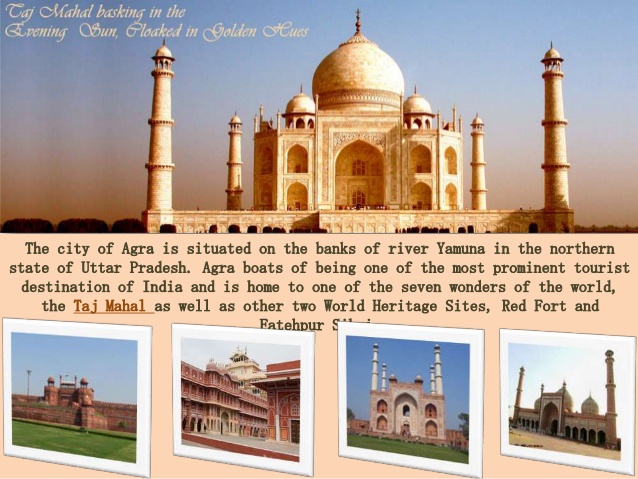 Taj Mahal basking in the
Evening Sun, Cloaked in Golden Hues
The city of Agra is situated on the banks of river Yamuna in the northern
state of Uttar Pradesh. Agra boats of being one of the most prominent tourist
destination of India and is home to one of the seven wonders of the world,
the Taj Mahal as well as other two World Heritage Sites, Red Fort and
Fatehpur